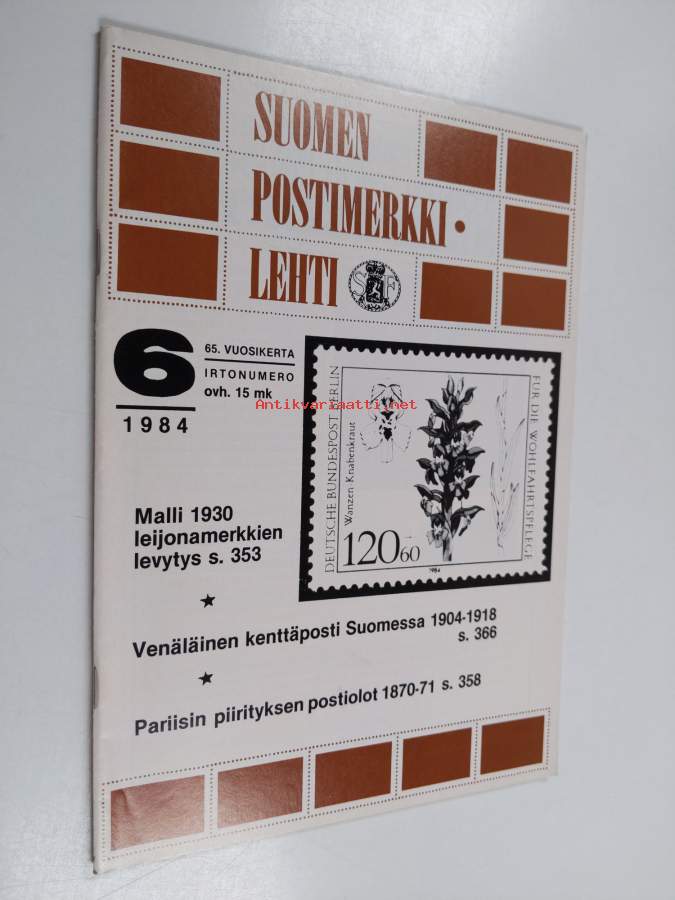 SUOMEN
POSTIMERKKI •
LEHTI
S F
6
1984
65. VUOSIKERTA
IRTONUMERO
ovh. 15 mk
Antikvariaatti.net
DEUTSCHE BUNDESPOST BERLIN
Wanzen-Knabenkraut
120+60
1984
FÜR DIE WOHLFAHRTSPFLEGE
Malli 1930
leijonamerkkien
levytys s. 353
Venäläinen kenttäposti Suomessa 1904-1918
s. 366
Pariisin piirityksen postiolot 1870-71 s. 358